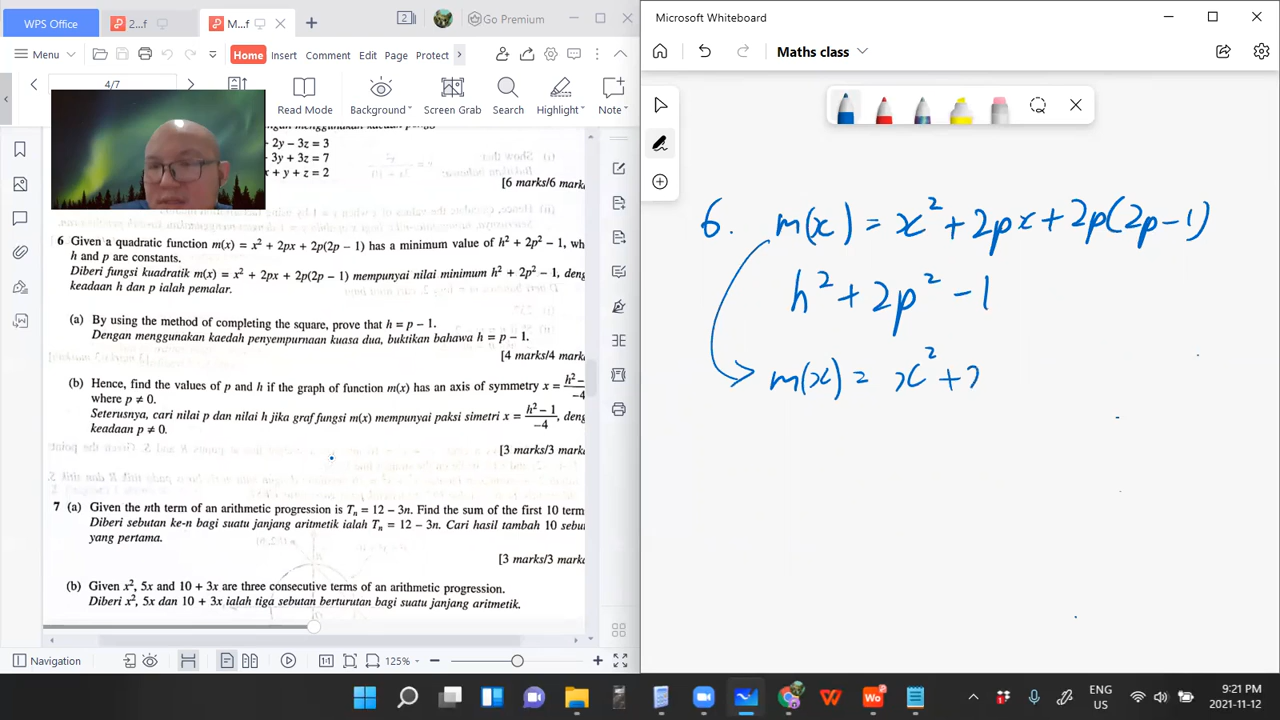 WPS Office
2...f
M...f
2
Go Premium
Menu
Home
Insert
Comment
Edit
Page
Protect
4/7
Read Mode
Background
Screen Grab
Search
Highlight
Note
2y − 3z = 3
3y + 3z = 7
x + y + z = 2
[6 marks/6 mark
6 Given a quadratic function m(x) = x² + 2px + 2p(2p − 1) has a minimum value of h² + 2p² − 1, wh
h and p are constants.
Diberi fungsi kuadratik m(x) = x² + 2px + 2p(2p − 1) mempunyai nilai minimum h² + 2p² − 1, deng
keadaan h dan p ialah pemalar.
(a) By using the method of completing the square, prove that h = p − 1.
Dengan menggunakan kaedah penyempurnaan kuasa dua, buktikan bahawa h = p − 1.
[4 marks/4 mark
(b) Hence, find the values of p and h if the graph of function m(x) has an axis of symmetry x = h² − / −4
where p ≠ 0.
Seterusnya, cari nilai p dan nilai h jika graf fungsi m(x) mempunyai paksi simetri x = h² − 1 / −4, deng
keadaan p ≠ 0.
[3 marks/3 mark
7 (a) Given the nth term of an arithmetic progression is Tn = 12 − 3n. Find the sum of the first 10 term
Diberi sebutan ke-n bagi suatu janjang aritmetik ialah Tn = 12 − 3n. Cari hasil tambah 10 sebu
yang pertama.
[3 marks/3 mark
(b) Given x², 5x and 10 + 3x are three consecutive terms of an arithmetic progression.
Diberi x², 5x dan 10 + 3x ialah tiga sebutan berturutan bagi suatu janjang aritmetik.
Navigation
125%
Microsoft Whiteboard
Maths class
6. m(x) = x² + 2px + 2p(2p−1)
h² + 2p² − 1
m(x) = x² +
ENG
US
9:21 PM
2021-11-12